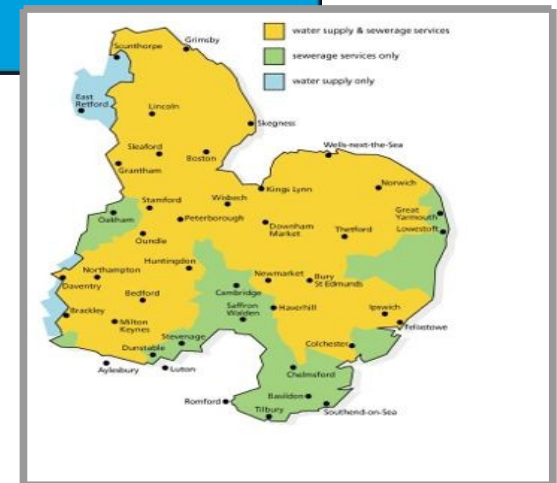 water supply & sewerage services
sewerage services only
water supply only
Scunthorpe
Grimsby
East
Retford
Lincoln
Skegness
Sleaford
Boston
Wells-next-the-Sea
Grantham
Kings Lynn
Norwich
Stamford
Wisbech
Oakham
Peterborough
Downham
Market
Thetford
Great
Yarmouth
Lowestoft
Oundle
Huntingdon
Northampton
Newmarket
Bury
St Edmunds
Daventry
Bedford
Cambridge
Brackley
Saffron
Walden
Haverhill
Ipswich
Milton
Keynes
Felixstowe
Stevenage
Colchester
Dunstable
Aylesbury
Luton
Chelmsford
Romford
Basildon
Tilbury
Southend-on-Sea